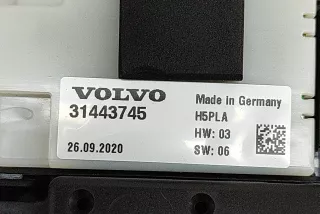 VOLVO
31443745
26.09.2020
Made in Germany
H5PLA
HW: 03
SW: 06